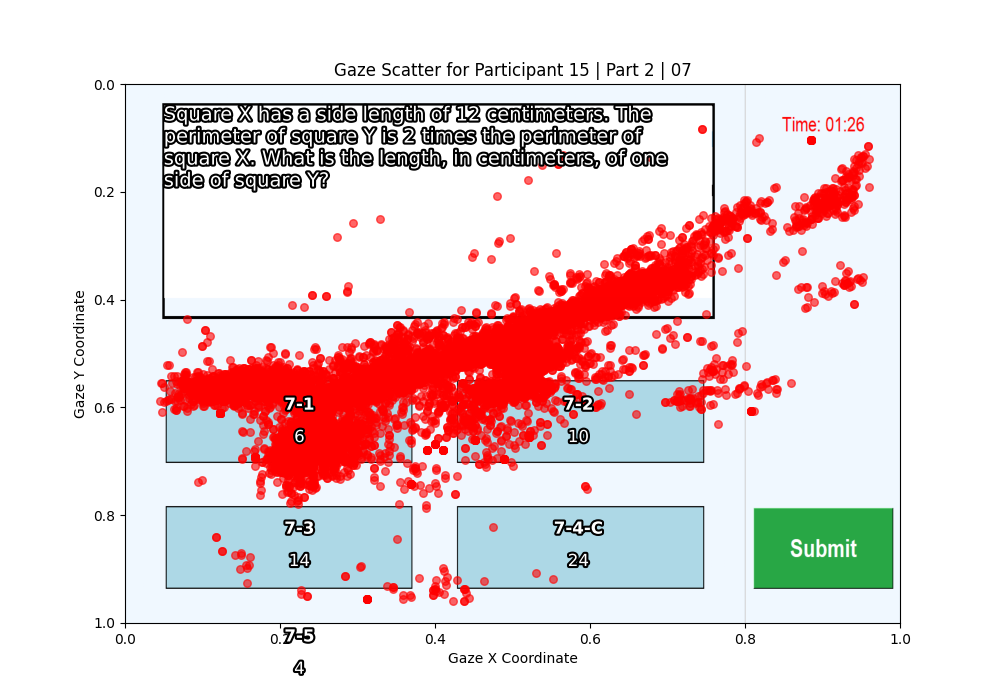 Gaze Scatter for Participant 15 | Part 2 | 07
Square X has a side length of 12 centimeters. The
perimeter of square Y is 2 times the perimeter of
square X. What is the length, in centimeters, of one
side of square Y?
Time: 01:26
7-1
6
7-2
10
7-3
14
7-4-C
24
Submit
7-5
4
0.0
0.2
0.4
0.6
0.8
1.0
Gaze Y Coordinate
0.0
0.2
0.4
0.6
0.8
1.0
Gaze X Coordinate